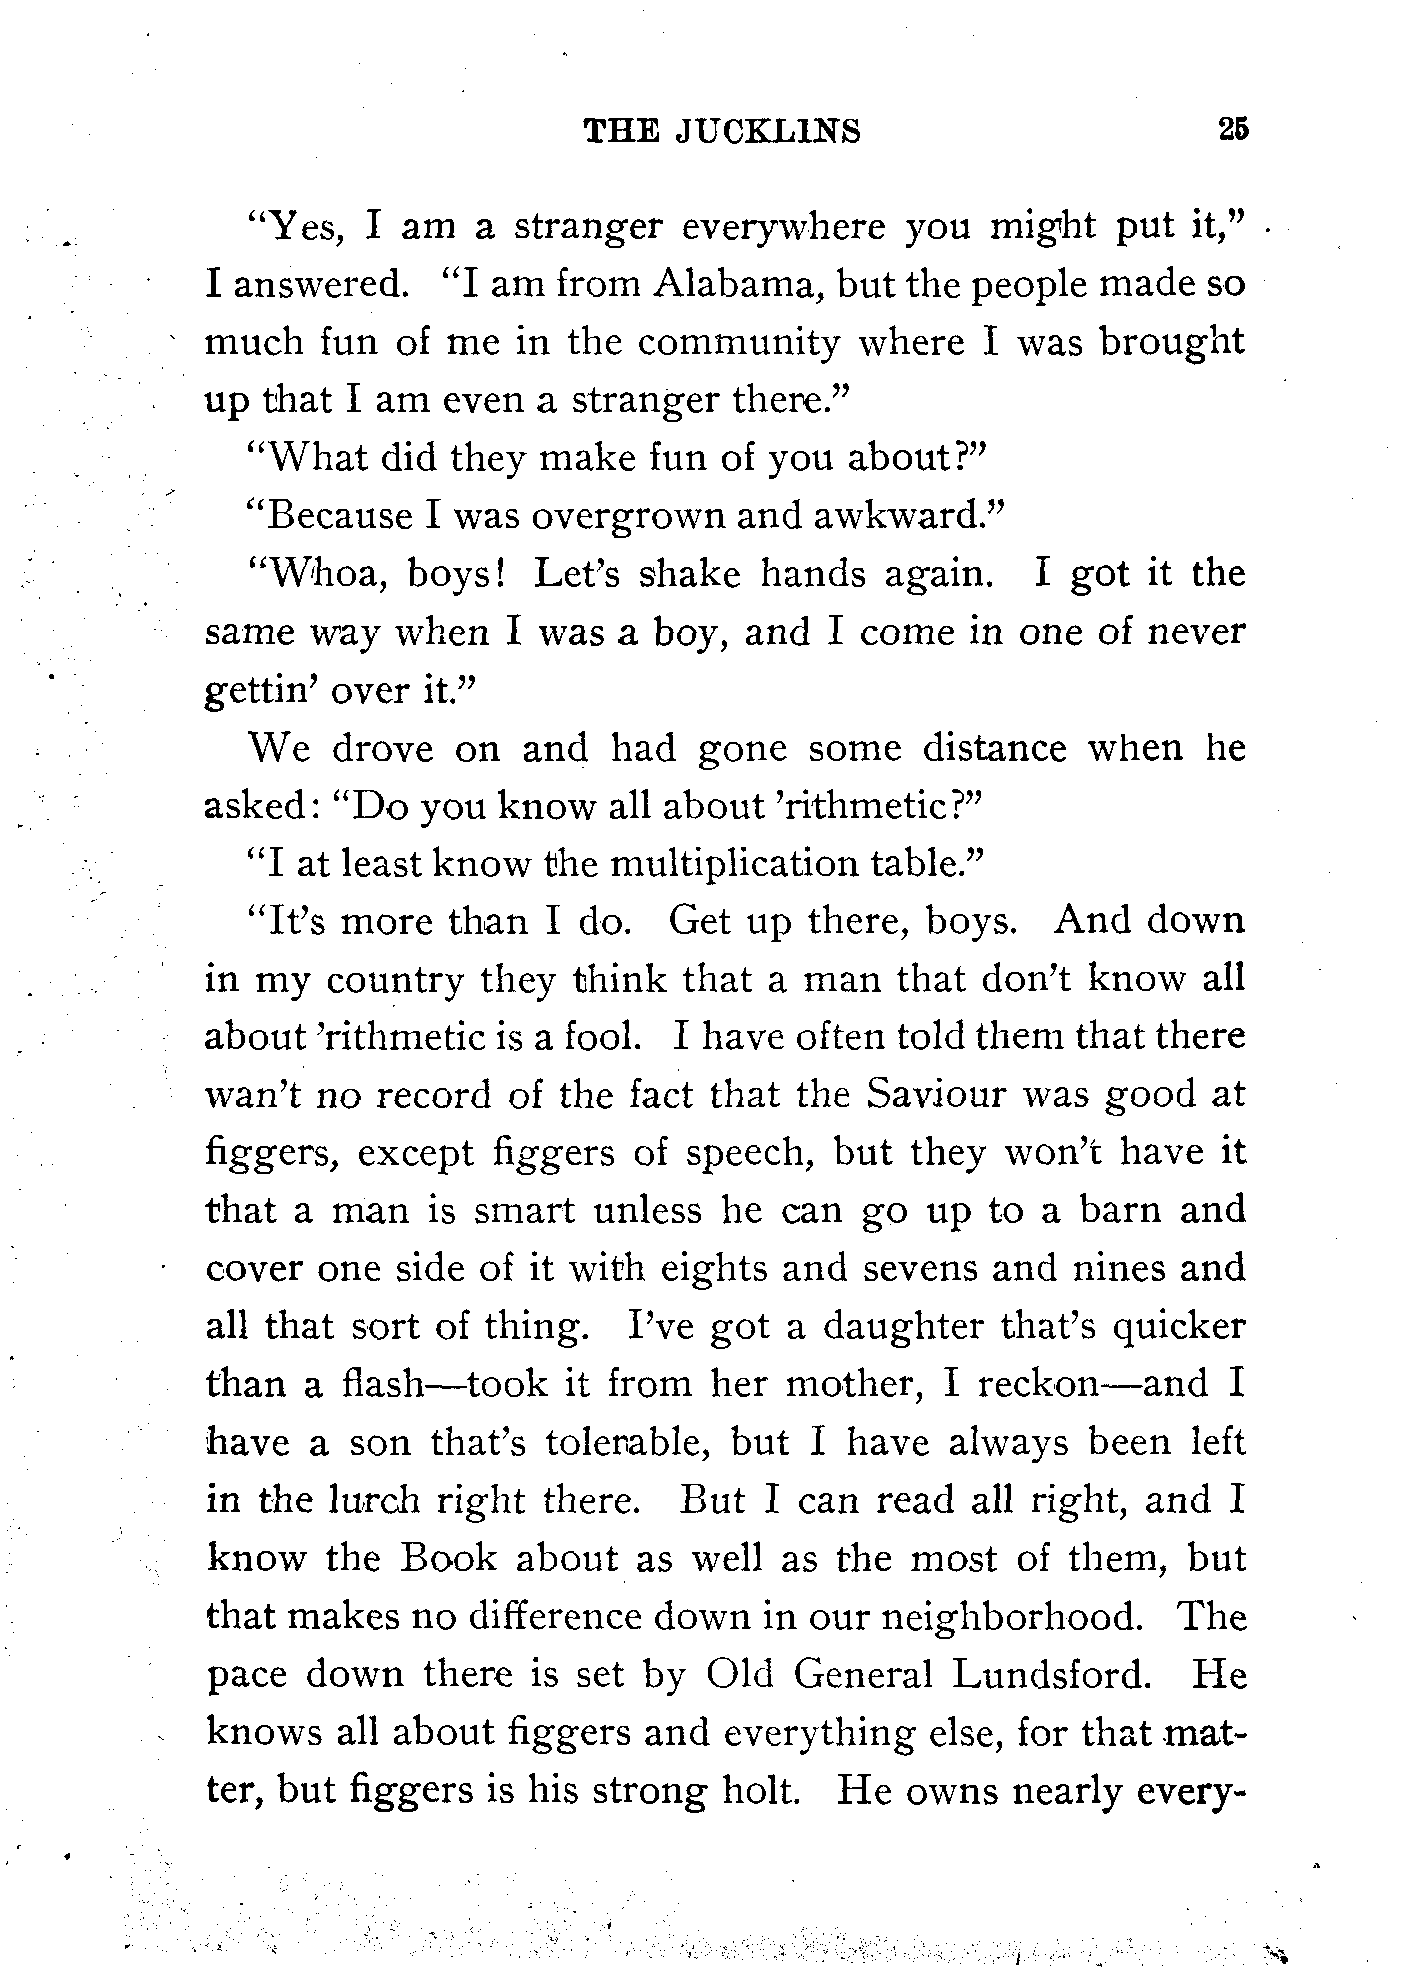 THE JUCKLINS 25
“Yes, I am a stranger everywhere you might put it,”
I answered. “I am from Alabama, but the people made so
much fun of me in the community where I was brought
up that I am even a stranger there.”
“What did they make fun of you about?”
“Because I was overgrown and awkward.”
“Whoa, boys! Let’s shake hands again. I got it the
same way when I was a boy, and I come in one of never
gettin’ over it.”
We drove on and had gone some distance when he
asked: “Do you know all about ’rithmetic?”
“I at least know the multiplication table.”
“It’s more than I do. Get up there, boys. And down
in my country they think that a man that don’t know all
about ’rithmetic is a fool. I have often told them that there
wan’t no record of the fact that the Saviour was good at
figgers, except figgers of speech, but they won’t have it
that a man is smart unless he can go up to a barn and
cover one side of it with eights and sevens and nines and
all that sort of thing. I’ve got a daughter that’s quicker
than a flash—took it from her mother, I reckon—and I
have a son that’s tolerable, but I have always been left
in the lurch right there. But I can read all right, and I
know the Book about as well as the most of them, but
that makes no difference down in our neighborhood. The
pace down there is set by Old General Lundsford. He
knows all about figgers and everything else, for that mat-
ter, but figgers is his strong holt. He owns nearly every-